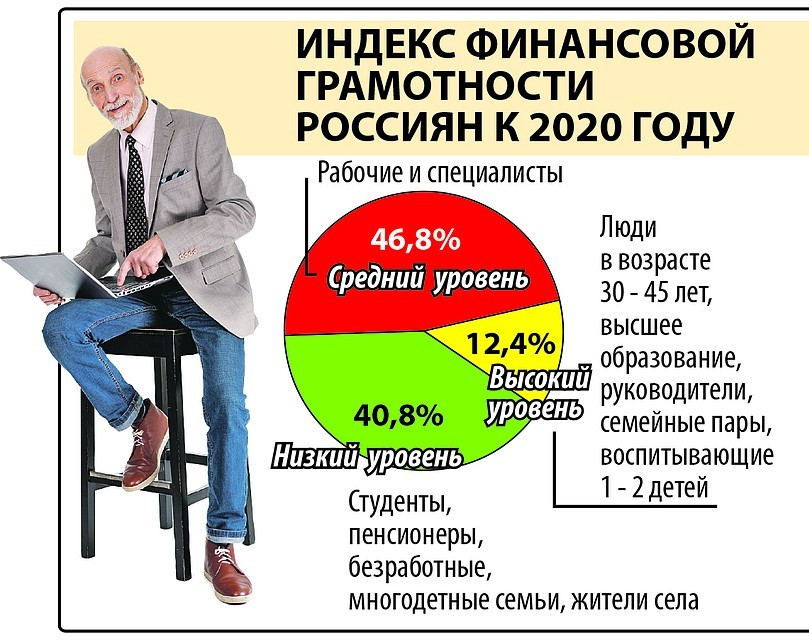 ИНДЕКС ФИНАНСОВОЙ
ГРАМОТНОСТИ
РОССИЯН К 2020 ГОДУ
Рабочие и специалисты
46,8%
Средний уровень
Люди
в возрасте
30 - 45 лет,
высшее
образование,
руководители,
семейные пары,
воспитывающие
1 - 2 детей
12,4%
Высокий
уровень
40,8%
Низкий уровень
Студенты,
пенсионеры,
безработные,
многодетные семьи, жители села